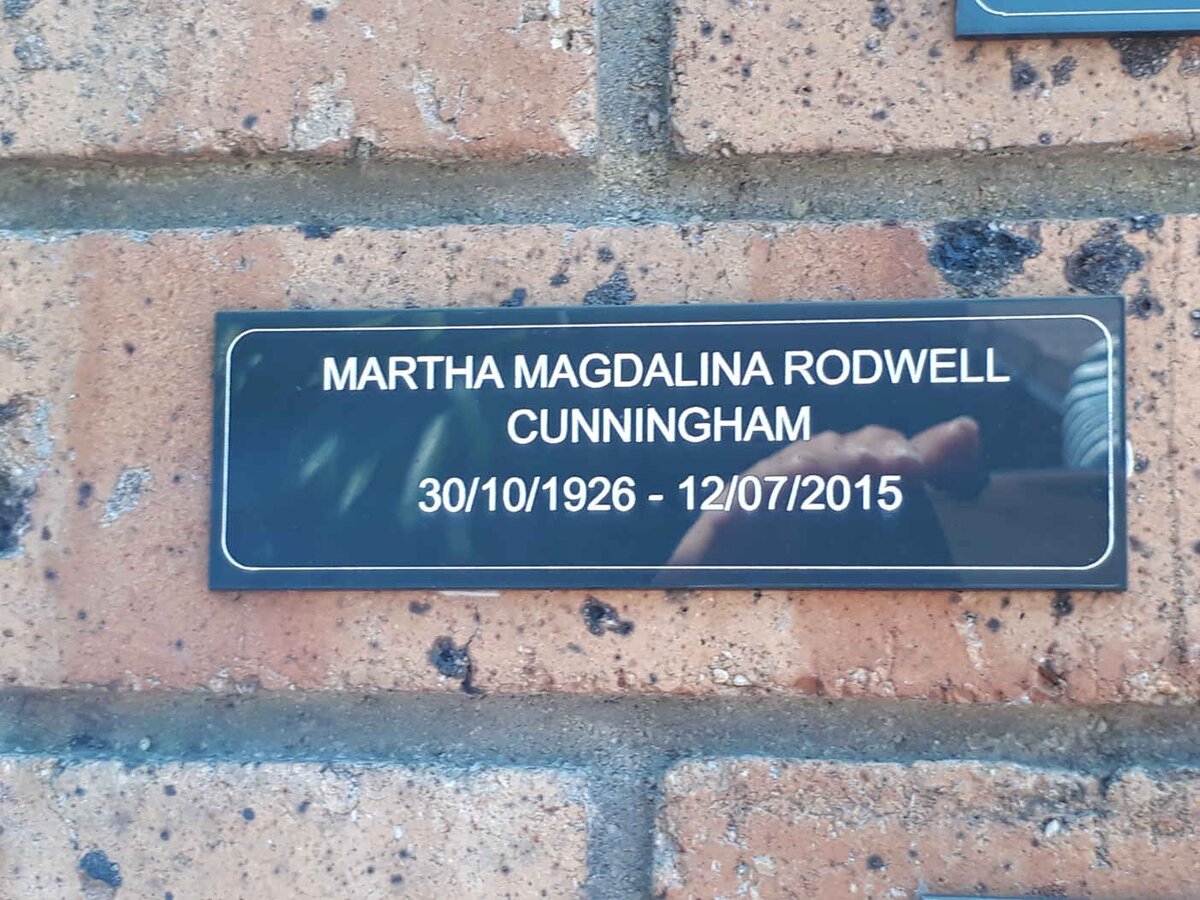 MARTHA MAGDALINA RODWELL
CUNNINGHAM
30/10/1926 - 12/07/2015